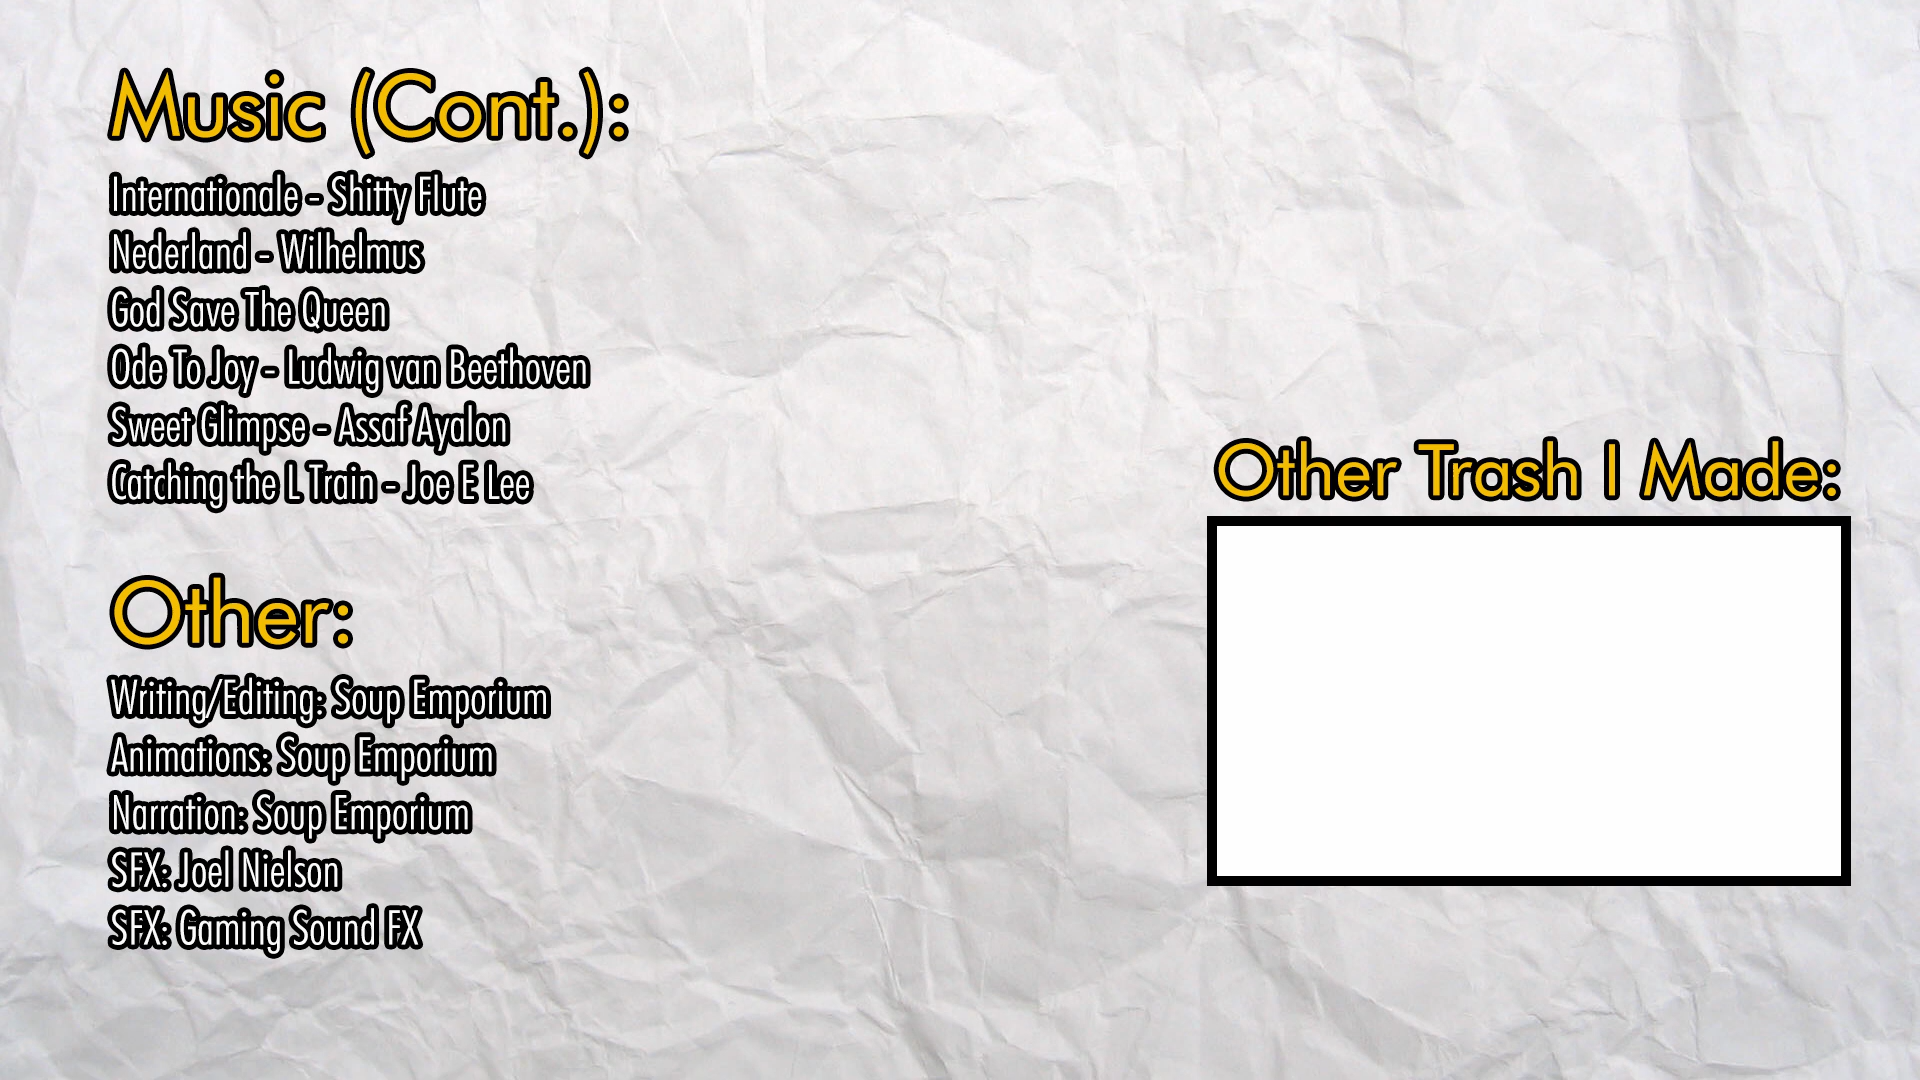 Music (Cont.):
Internationale - Shitty Flute
Nederland - Wilhelmus
God Save The Queen
Ode To Joy - Ludwig van Beethoven
Sweet Glimpse - Assaf Ayalon
Catching the L Train - Joe E Lee
Other:
Writing/Editing: Soup Emporium
Animations: Soup Emporium
Narration: Soup Emporium
SFX: Joel Nielson
SFX: Gaming Sound FX
Other Trash I Made: